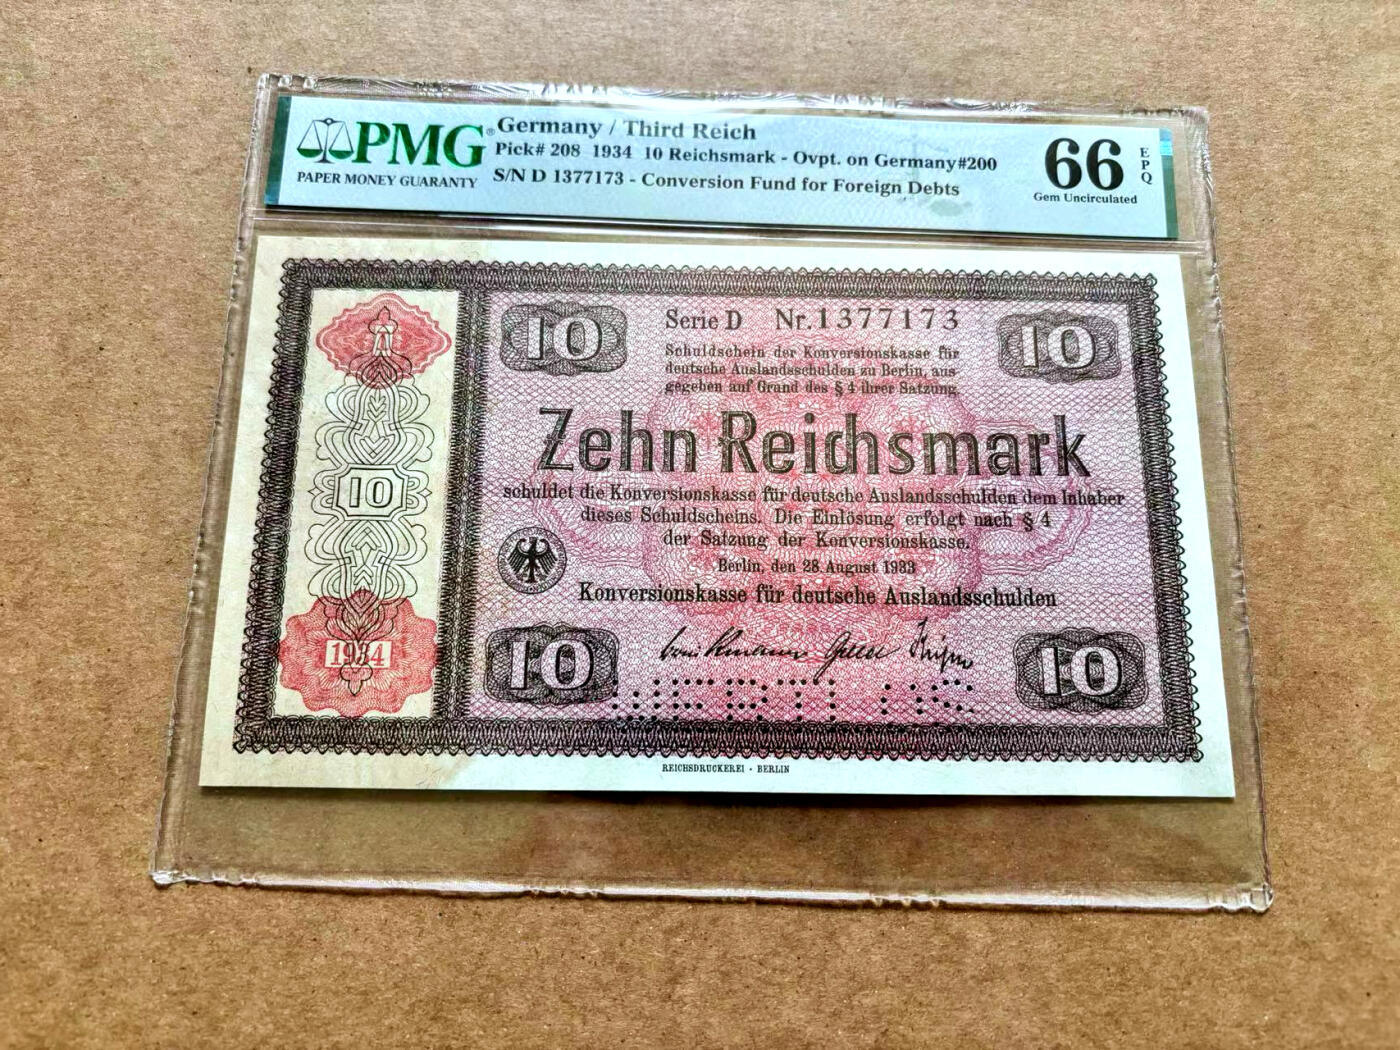 PMG®
PAPER MONEY GUARANTY
Germany / Third Reich
Pick# 208 1934 10 Reichsmark - Ovpt. on Germany#200
S/N D 1377173 - Conversion Fund for Foreign Debts
66
EPQ
Gem Uncirculated
10
10
Serie D Nr. 1377173
Schuldschein der Konversionskasse für
deutsche Auslandsschulden zu Berlin, aus-
gegeben auf Grund des § 4 ihrer Satzung.
Zehn Reichsmark
schuldet die Konversionskasse für deutsche Auslandsschulden dem Inhaber
dieses Schuldscheins. Die Einlösung erfolgt nach § 4
der Satzung der Konversionskasse.
Berlin, den 28. August 1933
Konversionskasse für deutsche Auslandsschulden
10
1934
10
10
WERTLOS
REICHSDRUCKEREI · BERLIN